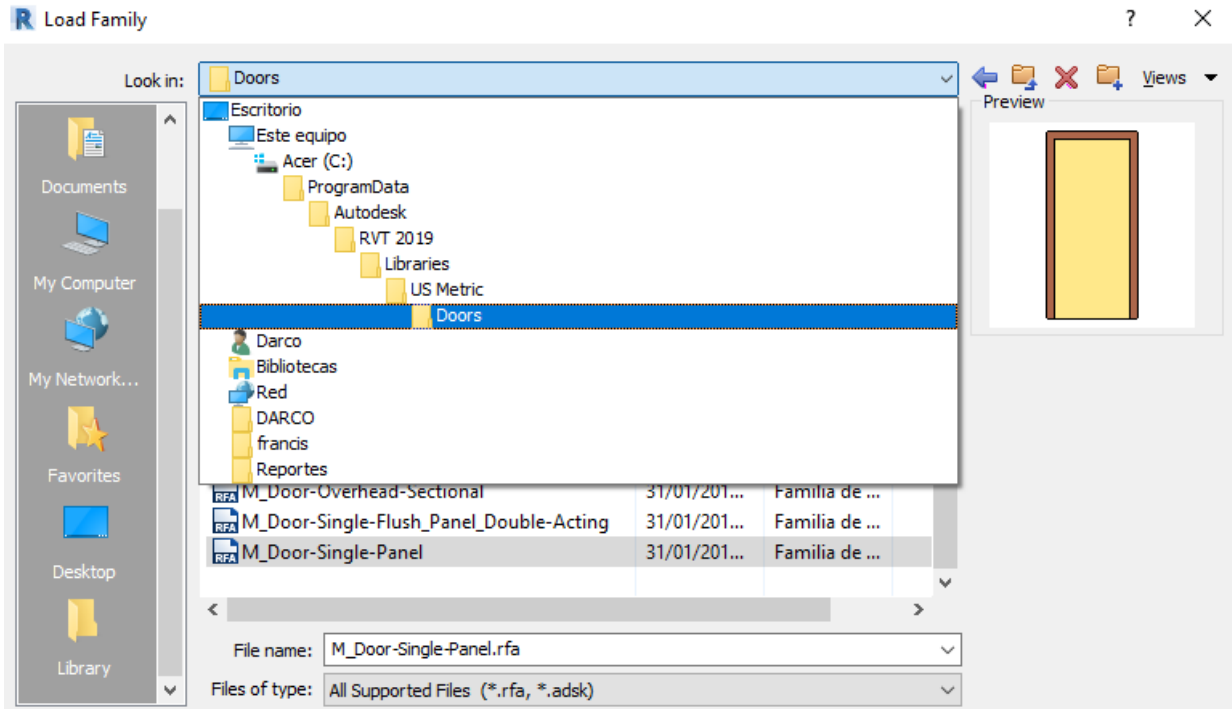 Load Family
?
Look in:
Doors
Views
Escritorio
Este equipo
Acer (C:)
ProgramData
Autodesk
RVT 2019
Libraries
US Metric
Doors
Darco
Bibliotecas
Red
DARCO
francis
Reportes
Documents
My Computer
My Network...
Favorites
Desktop
Library
Preview
RFA M_Door-Overhead-Sectional 31/01/201... Familia de ...
RFA M_Door-Single-Flush_Panel_Double-Acting 31/01/201... Familia de ...
RFA M_Door-Single-Panel 31/01/201... Familia de ...
File name: M_Door-Single-Panel.rfa
Files of type: All Supported Files (*.rfa, *.adsk)